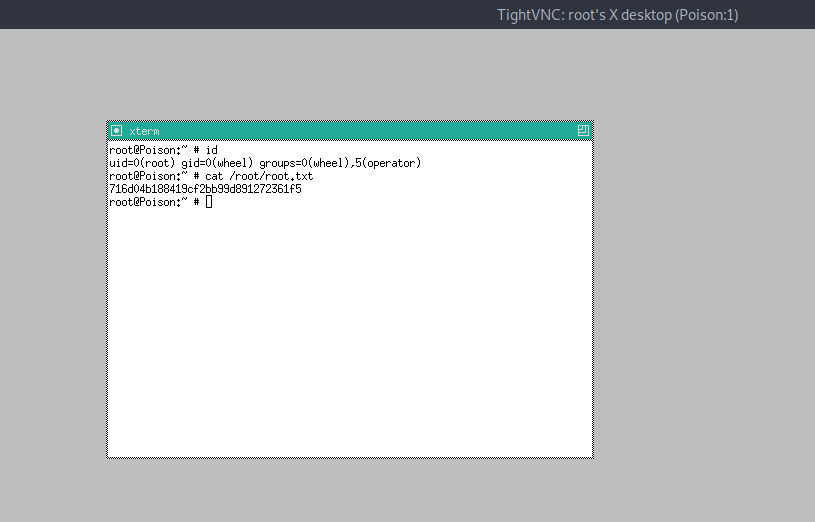 TightVNC: root's X desktop (Poison:1)
xterm
root@Poison:~ # id
uid=0(root) gid=0(wheel) groups=0(wheel),5(operator)
root@Poison:~ # cat /root/root.txt
716d04b188419cf2bb99d891272361f5
root@Poison:~ #